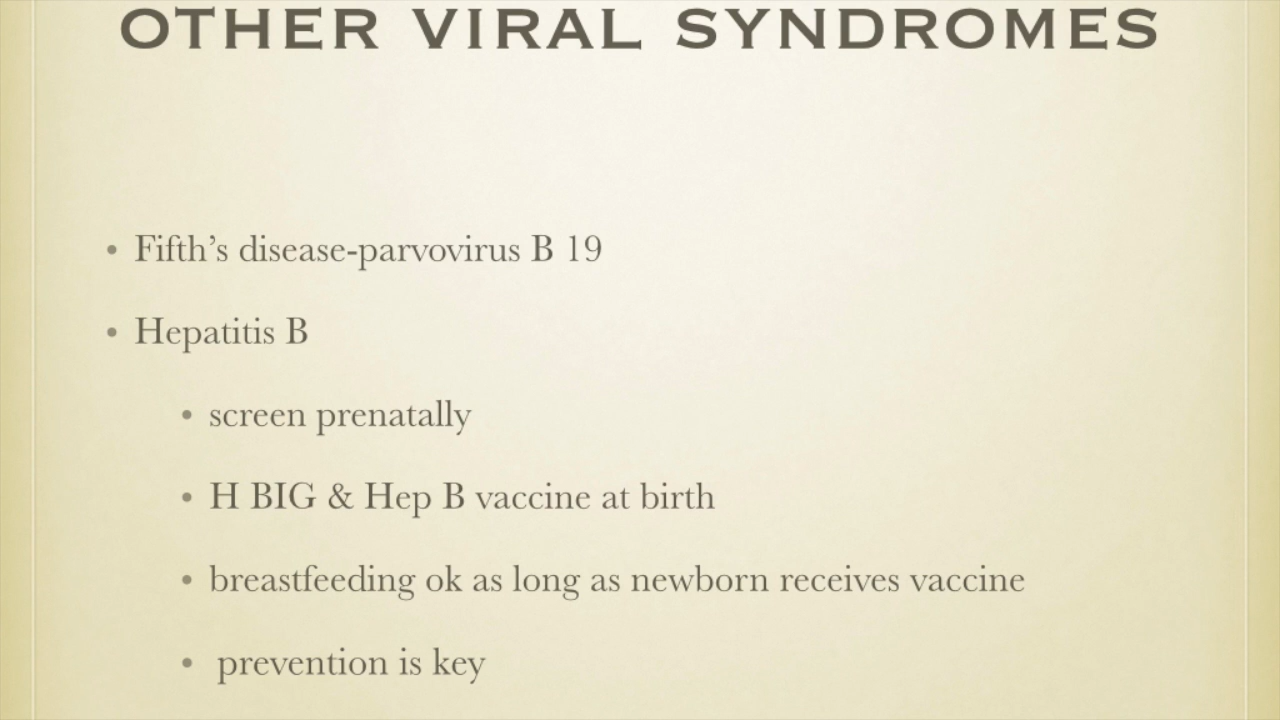 OTHER VIRAL SYNDROMES
• Fifth’s disease-parvovirus B 19
• Hepatitis B
• screen prenatally
• H BIG & Hep B vaccine at birth
• breastfeeding ok as long as newborn receives vaccine
• prevention is key